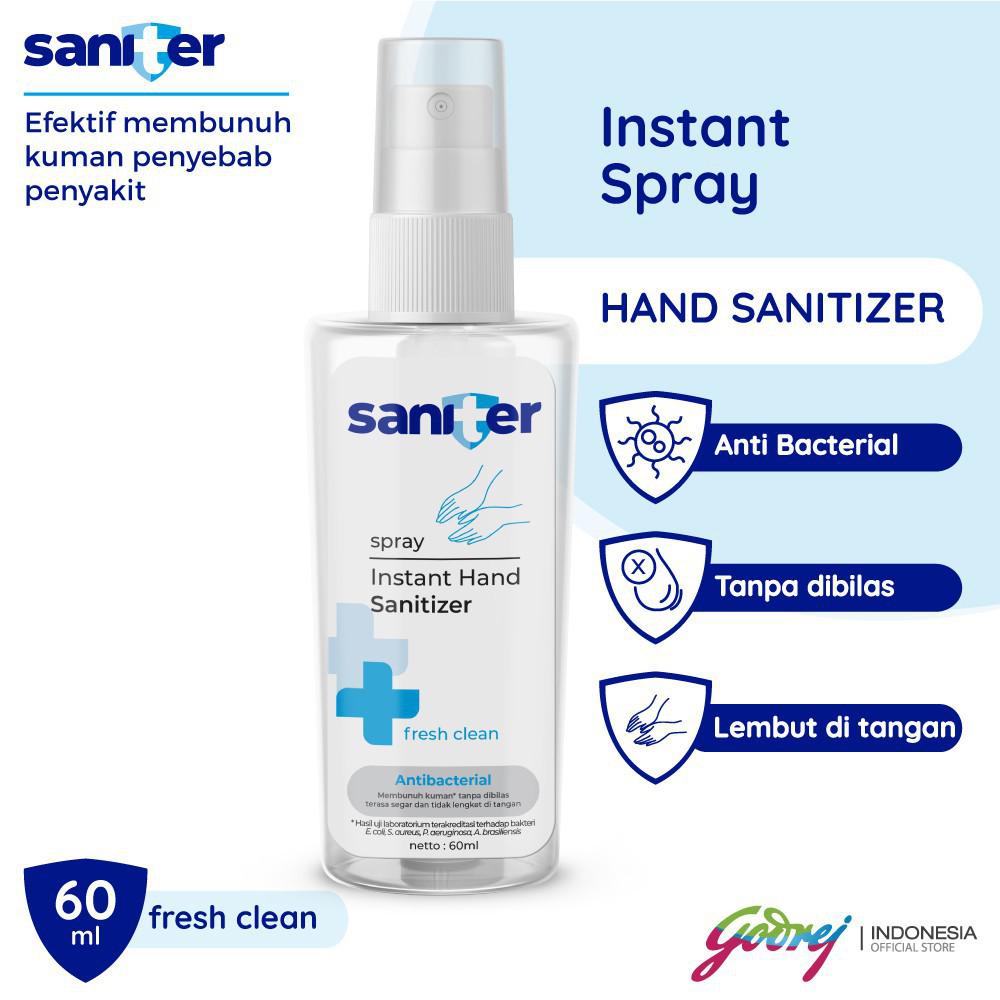 saniter
Efektif membunuh
kuman penyebab
penyakit
Instant
Spray
HAND SANITIZER
Anti Bacterial
X
Tanpa dibilas
Lembut di tangan
saniter
spray
Instant Hand
Sanitizer
fresh clean
Antibacterial
Membunuh kuman* tanpa dibilas
terasa segar dan tidak lengket di tangan
*Hasil uji laboratorium terakreditasi terhadap bakteri
E. coli, S. aureus, P. aeruginosa, A. brasiliensis
netto : 60ml
60
ml
fresh clean
Godrej
INDONESIA
OFFICIAL STORE